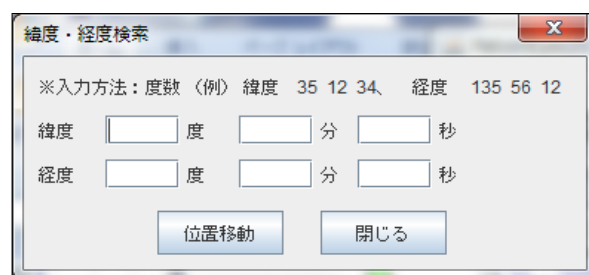 緯度・経度検索
※入力方法：度数（例）緯度 35 12 34、 経度 135 56 12
緯度 度 分 秒
経度 度 分 秒
位置移動 閉じる